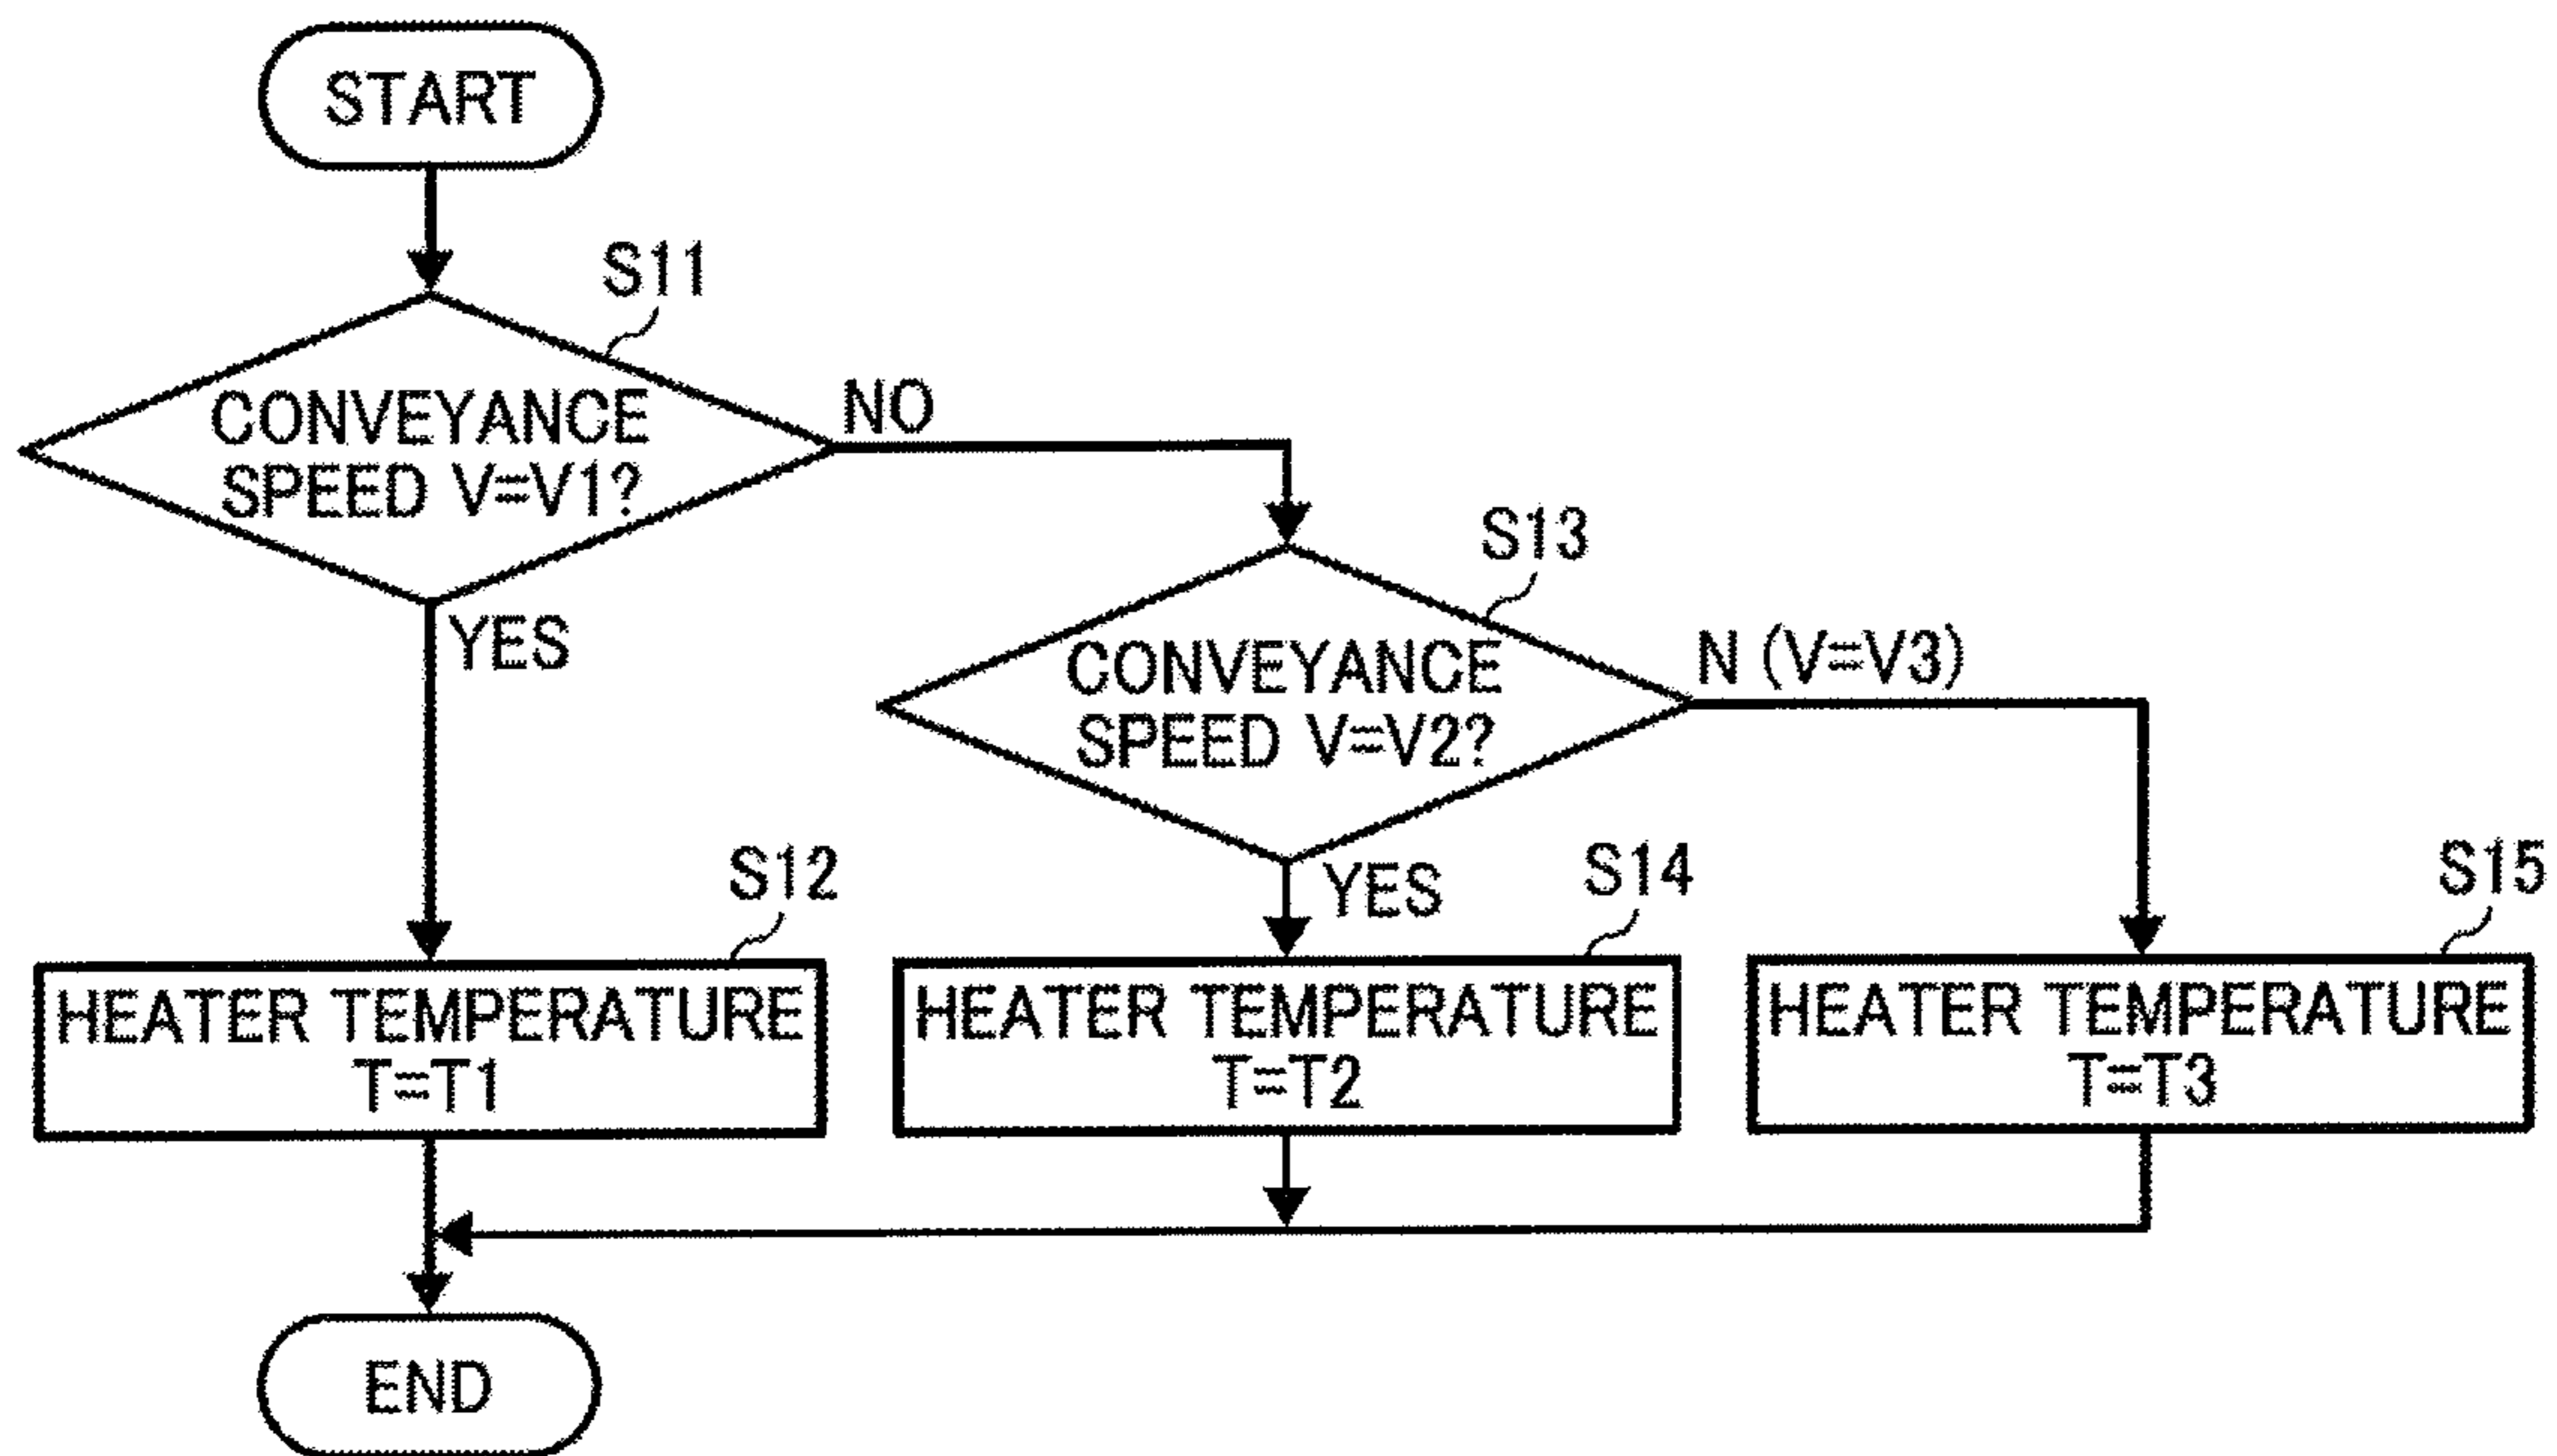 START
S11
CONVEYANCE
SPEED V=V1?
NO
YES
S13
CONVEYANCE
SPEED V=V2?
N (V=V3)
YES
S12
HEATER TEMPERATURE
T=T1
S14
HEATER TEMPERATURE
T=T2
S15
HEATER TEMPERATURE
T=T3
END